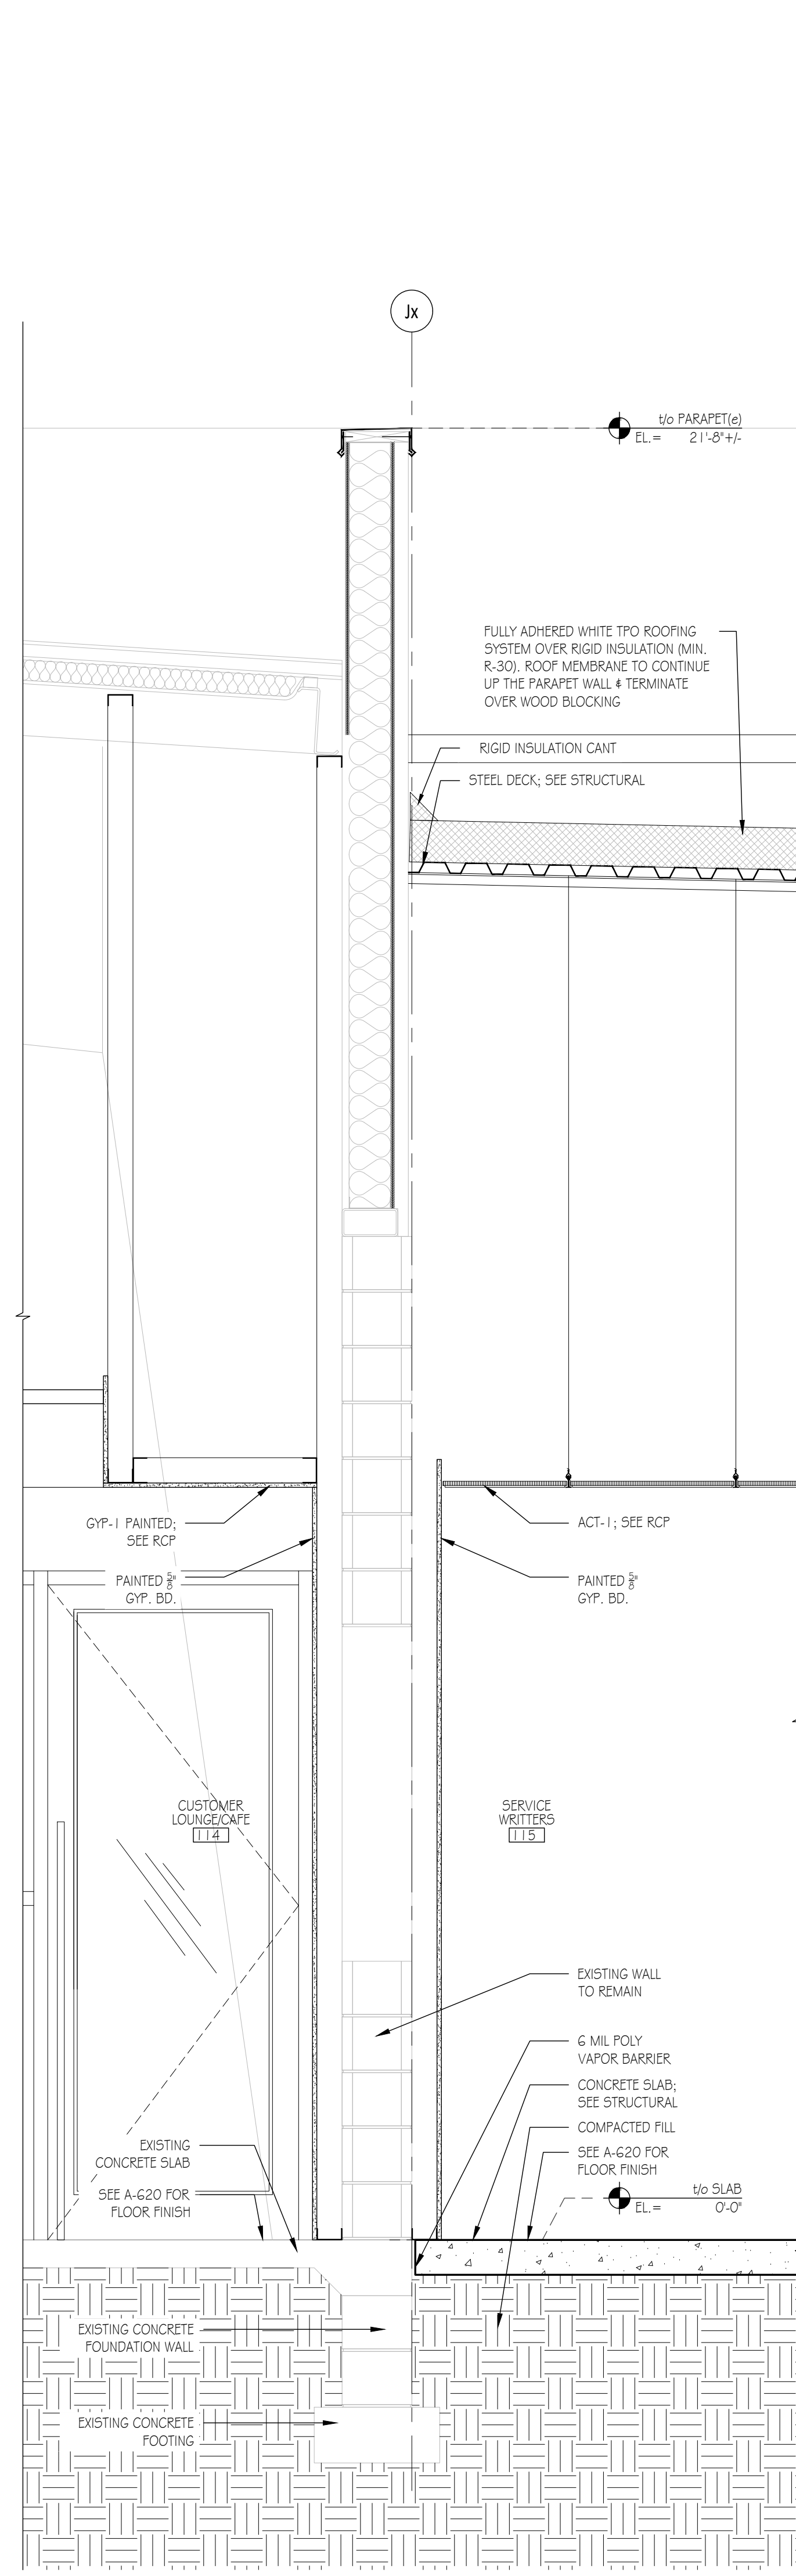 Jx
t/o PARAPET(e)
EL.= 21'-8"+/-
FULLY ADHERED WHITE TPO ROOFING
SYSTEM OVER RIGID INSULATION (MIN.
R-30). ROOF MEMBRANE TO CONTINUE
UP THE PARAPET WALL & TERMINATE
OVER WOOD BLOCKING
RIGID INSULATION CANT
STEEL DECK; SEE STRUCTURAL
GYP-1 PAINTED;
SEE RCP
ACT-1; SEE RCP
PAINTED 5/8"
GYP. BD.
PAINTED 5/8"
GYP. BD.
CUSTOMER
LOUNGE/CAFE
114
SERVICE
WRITTERS
115
EXISTING WALL
TO REMAIN
6 MIL POLY
VAPOR BARRIER
CONCRETE SLAB;
SEE STRUCTURAL
COMPACTED FILL
SEE A-620 FOR
FLOOR FINISH
EXISTING
CONCRETE SLAB
SEE A-620 FOR
FLOOR FINISH
t/o SLAB
EL.= 0'-0"
EXISTING CONCRETE
FOUNDATION WALL
EXISTING CONCRETE
FOOTING